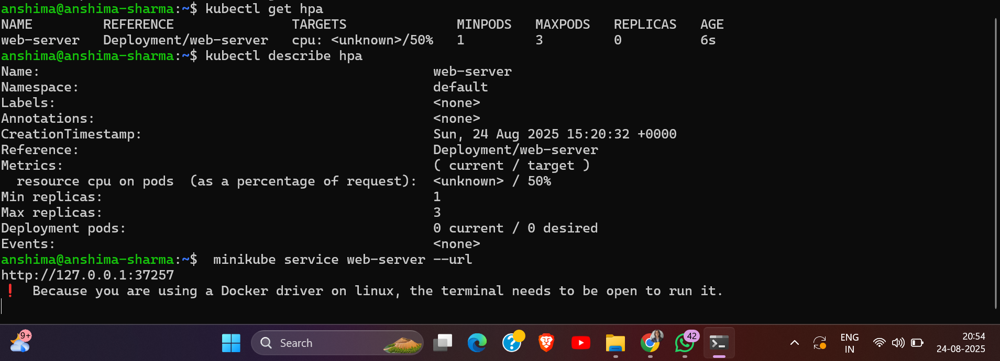 anshima@anshima-sharma:~$ kubectl get hpa
NAME         REFERENCE               TARGETS              MINPODS   MAXPODS   REPLICAS   AGE
web-server   Deployment/web-server   cpu: <unknown>/50%   1         3         0          6s
anshima@anshima-sharma:~$ kubectl describe hpa
Name:                                                  web-server
Namespace:                                             default
Labels:                                                <none>
Annotations:                                           <none>
CreationTimestamp:                                     Sun, 24 Aug 2025 15:20:32 +0000
Reference:                                             Deployment/web-server
Metrics:                                               ( current / target )
  resource cpu on pods  (as a percentage of request):  <unknown> / 50%
Min replicas:                                          1
Max replicas:                                          3
Deployment pods:                                       0 current / 0 desired
Events:                                                <none>
anshima@anshima-sharma:~$  minikube service web-server --url
http://127.0.0.1:37257
❗  Because you are using a Docker driver on linux, the terminal needs to be open to run it.
9+
Search
42
ENG
IN
20:54
24-08-2025